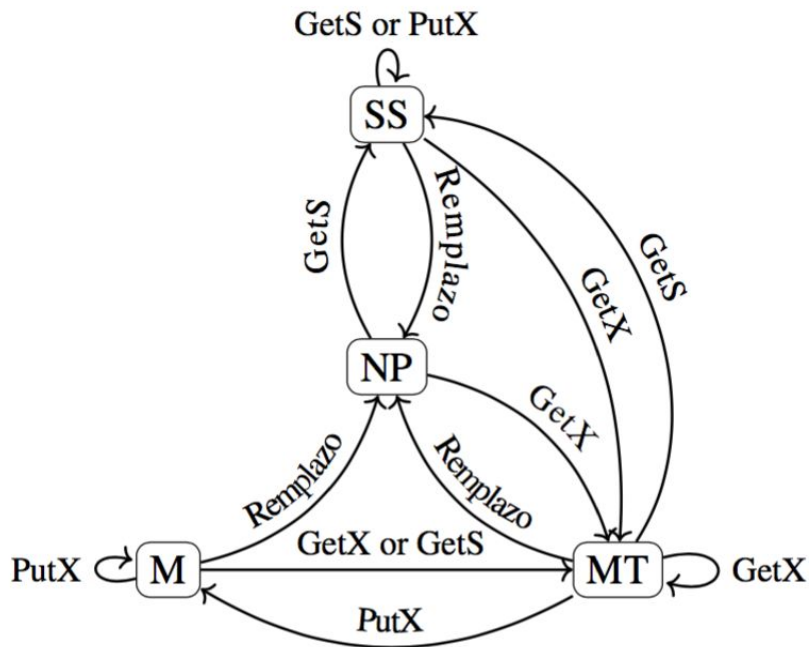 GetS or PutX
SS
GetS
Remplazo
GetX
GetS
NP
GetX
Remplazo
Remplazo
GetX or GetS
PutX
M
MT
GetX
PutX